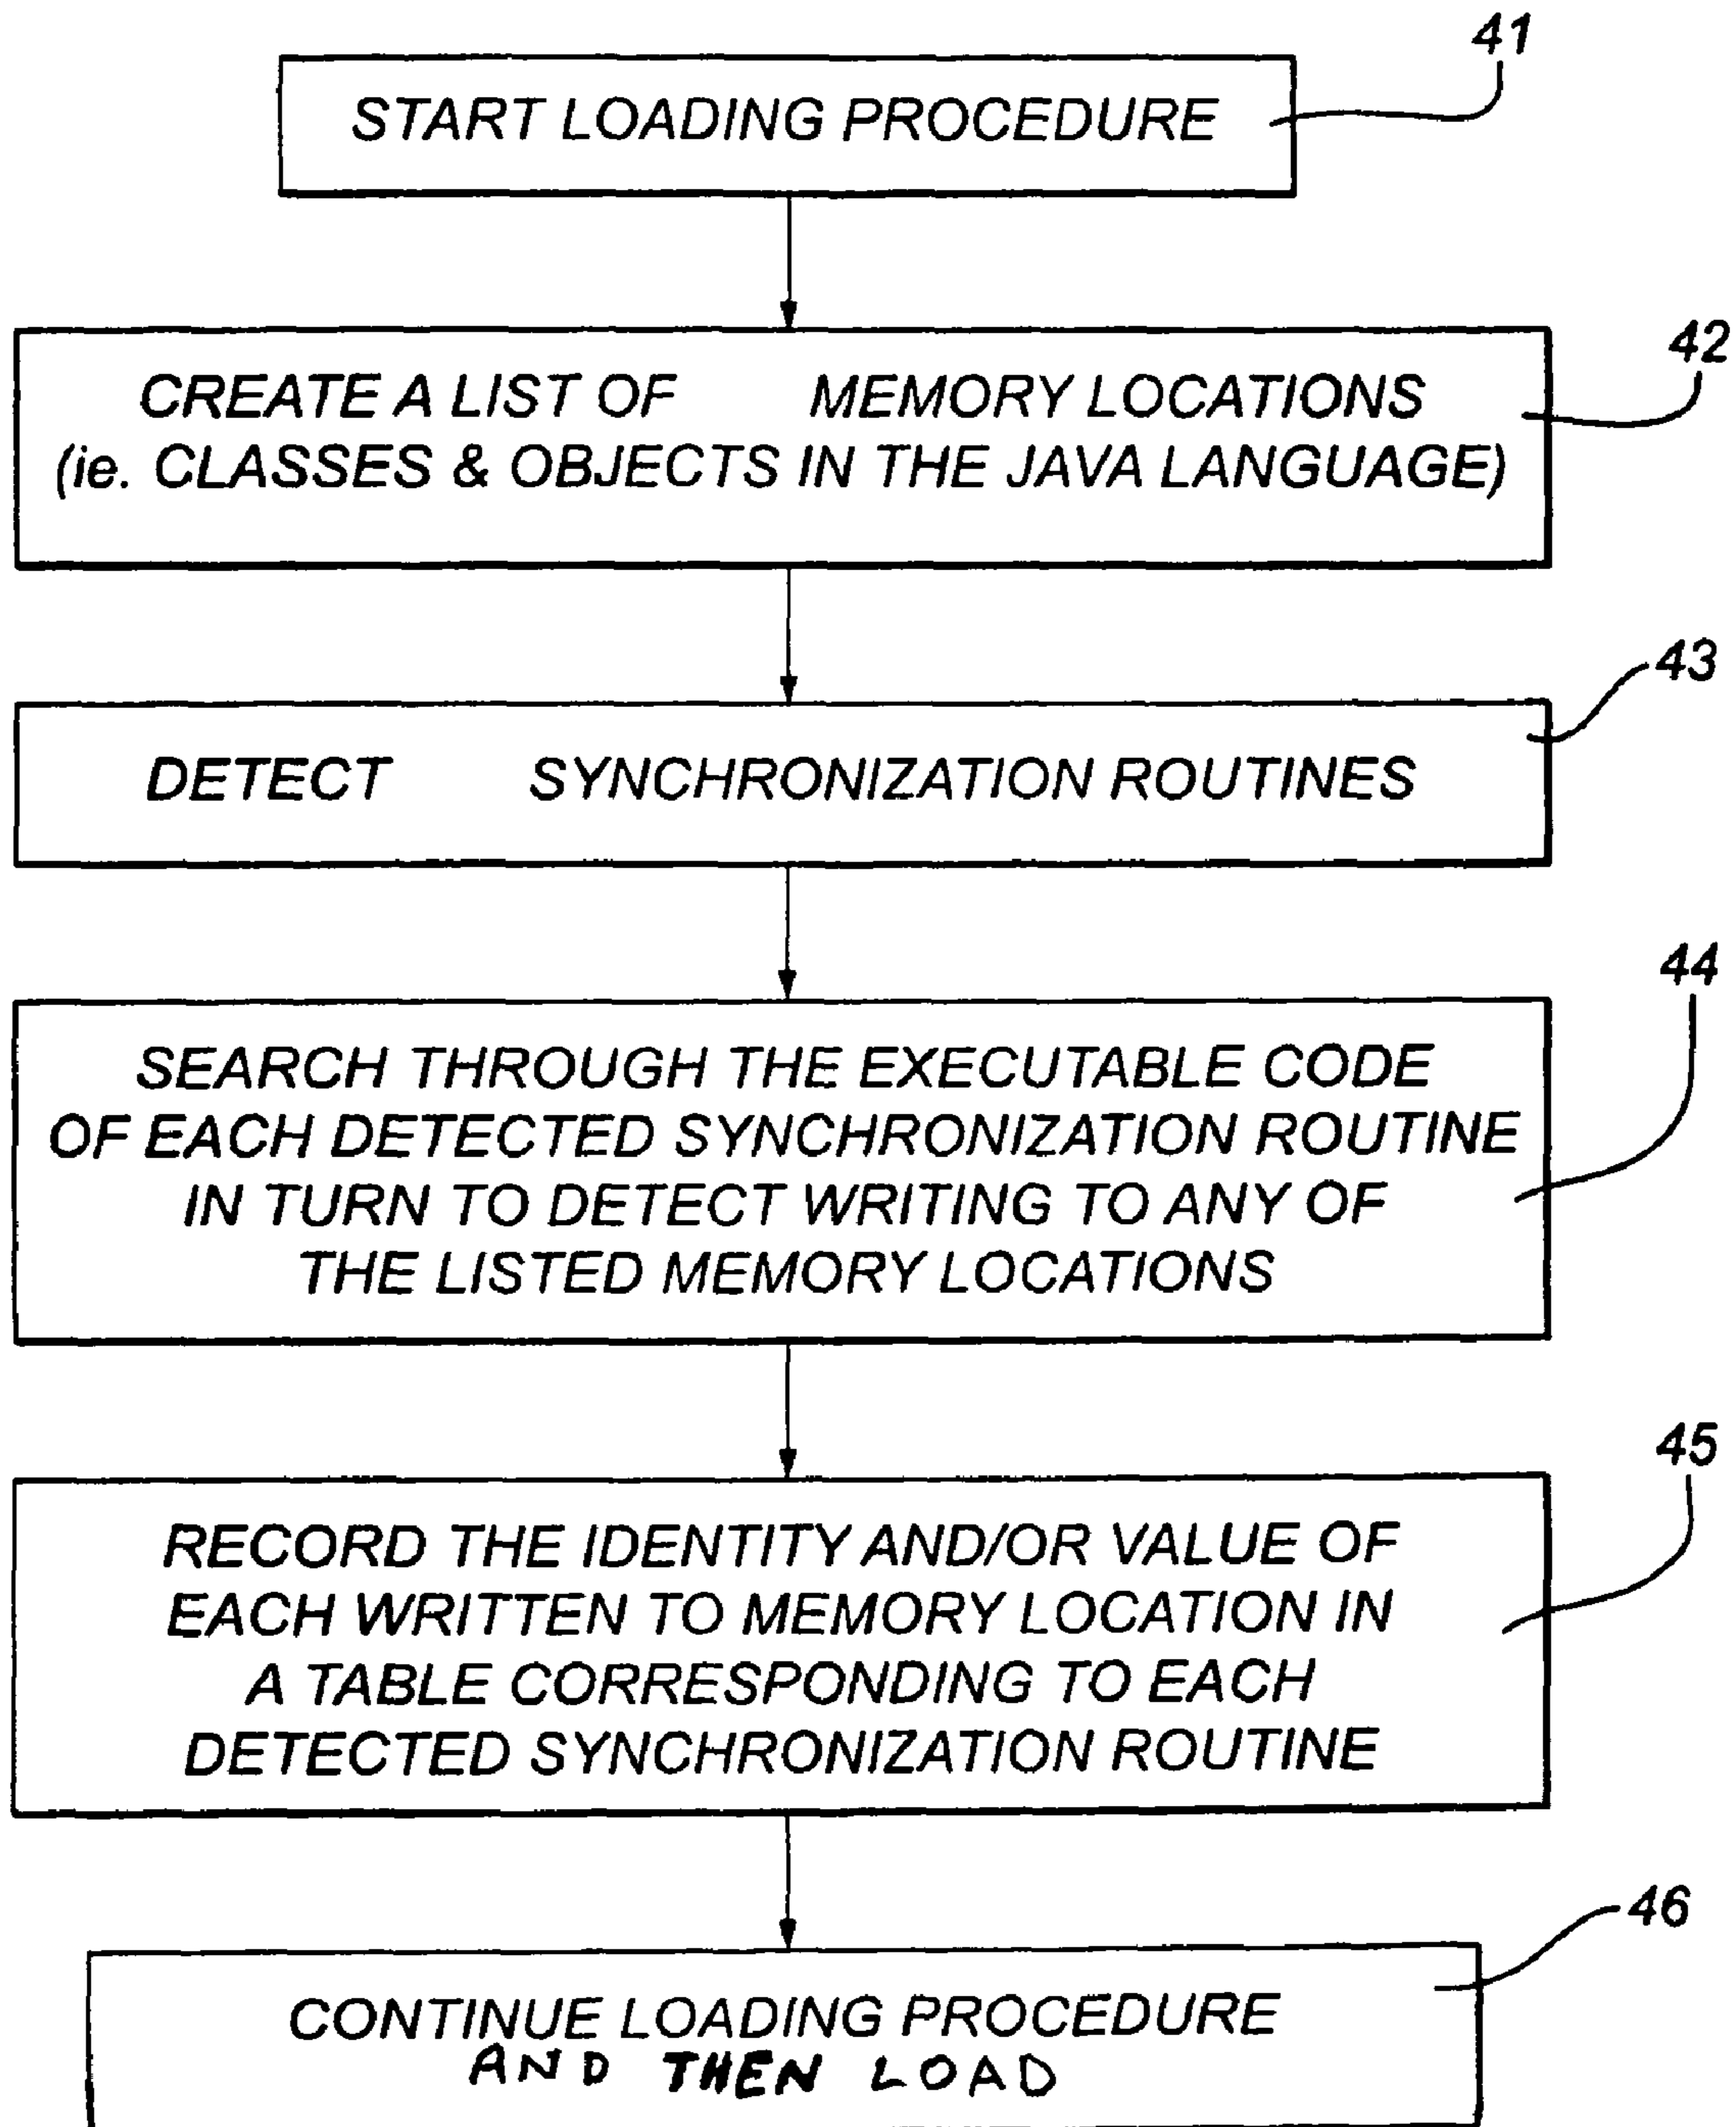 41
START LOADING PROCEDURE
42
CREATE A LIST OF MEMORY LOCATIONS
(ie. CLASSES & OBJECTS IN THE JAVA LANGUAGE)
43
DETECT SYNCHRONIZATION ROUTINES
44
SEARCH THROUGH THE EXECUTABLE CODE
OF EACH DETECTED SYNCHRONIZATION ROUTINE
IN TURN TO DETECT WRITING TO ANY OF
THE LISTED MEMORY LOCATIONS
45
RECORD THE IDENTITY AND/OR VALUE OF
EACH WRITTEN TO MEMORY LOCATION IN
A TABLE CORRESPONDING TO EACH
DETECTED SYNCHRONIZATION ROUTINE
46
CONTINUE LOADING PROCEDURE
AND THEN LOAD